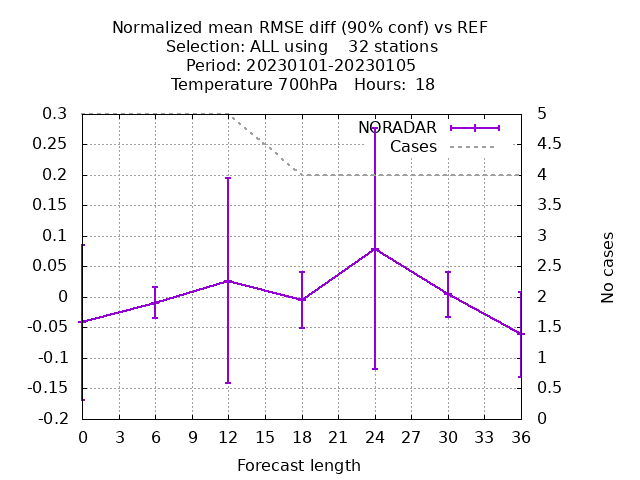 Normalized mean RMSE diff (90% conf) vs REF
Selection: ALL using    32 stations
Period: 20230101-20230105
Temperature 700hPa   Hours:  18
0.3 5
NORADAR
0.25 4.5
Cases
0.2 4
0.15 3.5
0.1 3
0.05 2.5
0 2
-0.05 1.5
-0.1 1
-0.15 0.5
-0.2 0
No cases
0 3 6 9 12 15 18 21 24 27 30 33 36
Forecast length